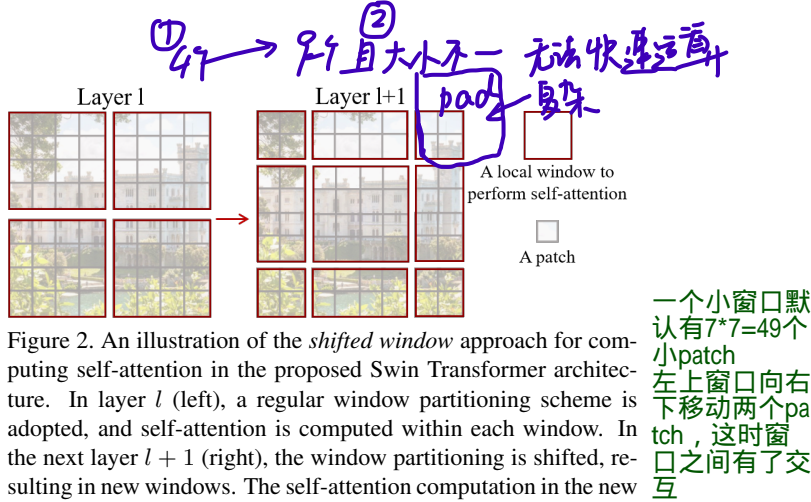 ① ②
4个 → 9个 且大小不一 无法快速运算
pad 复杂
Layer l
Layer l+1
A local window to
perform self-attention
A patch
一个小窗口默
认有7*7=49个
小patch
左上窗口向右
下移动两个pa
tch，这时窗
口之间有了交
互
Figure 2. An illustration of the shifted window approach for com-
puting self-attention in the proposed Swin Transformer architec-
ture. In layer l (left), a regular window partitioning scheme is
adopted, and self-attention is computed within each window. In
the next layer l + 1 (right), the window partitioning is shifted, re-
sulting in new windows. The self-attention computation in the new